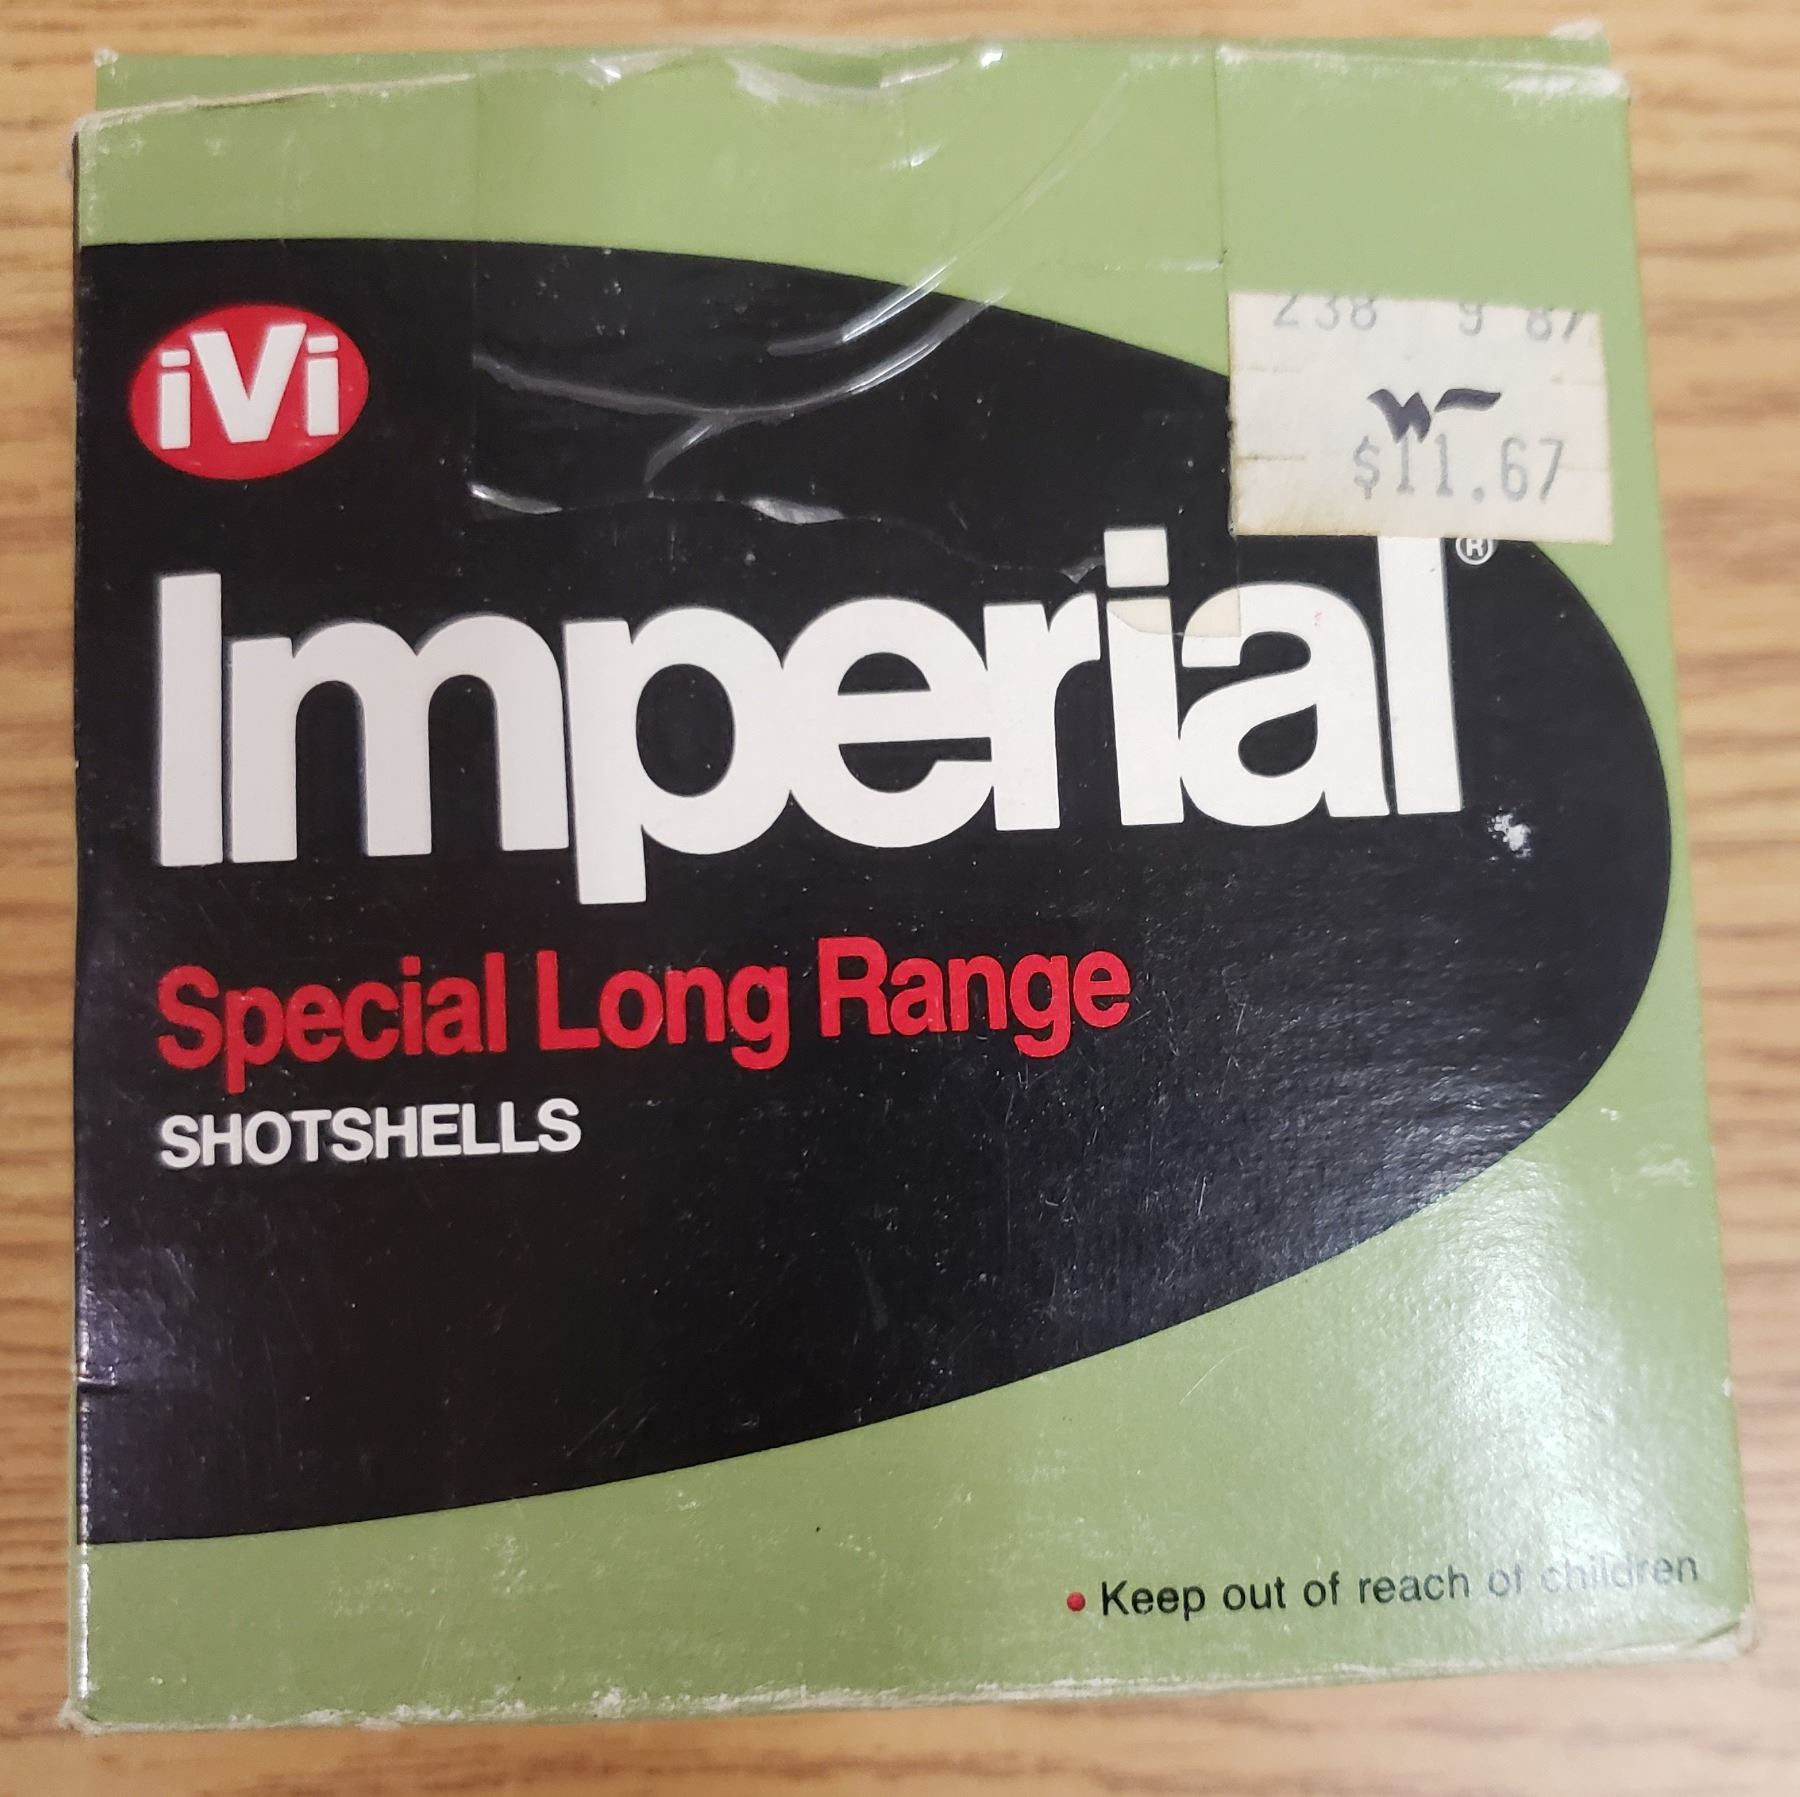 238 9 87
W
$11.67
iVi
Imperial®
Special Long Range
SHOTSHELLS
• Keep out of reach of children